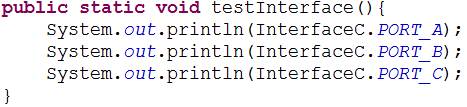 public static void testInterface(){
    System.out.println(InterfaceC.PORT_A);
    System.out.println(InterfaceC.PORT_B);
    System.out.println(InterfaceC.PORT_C);
}